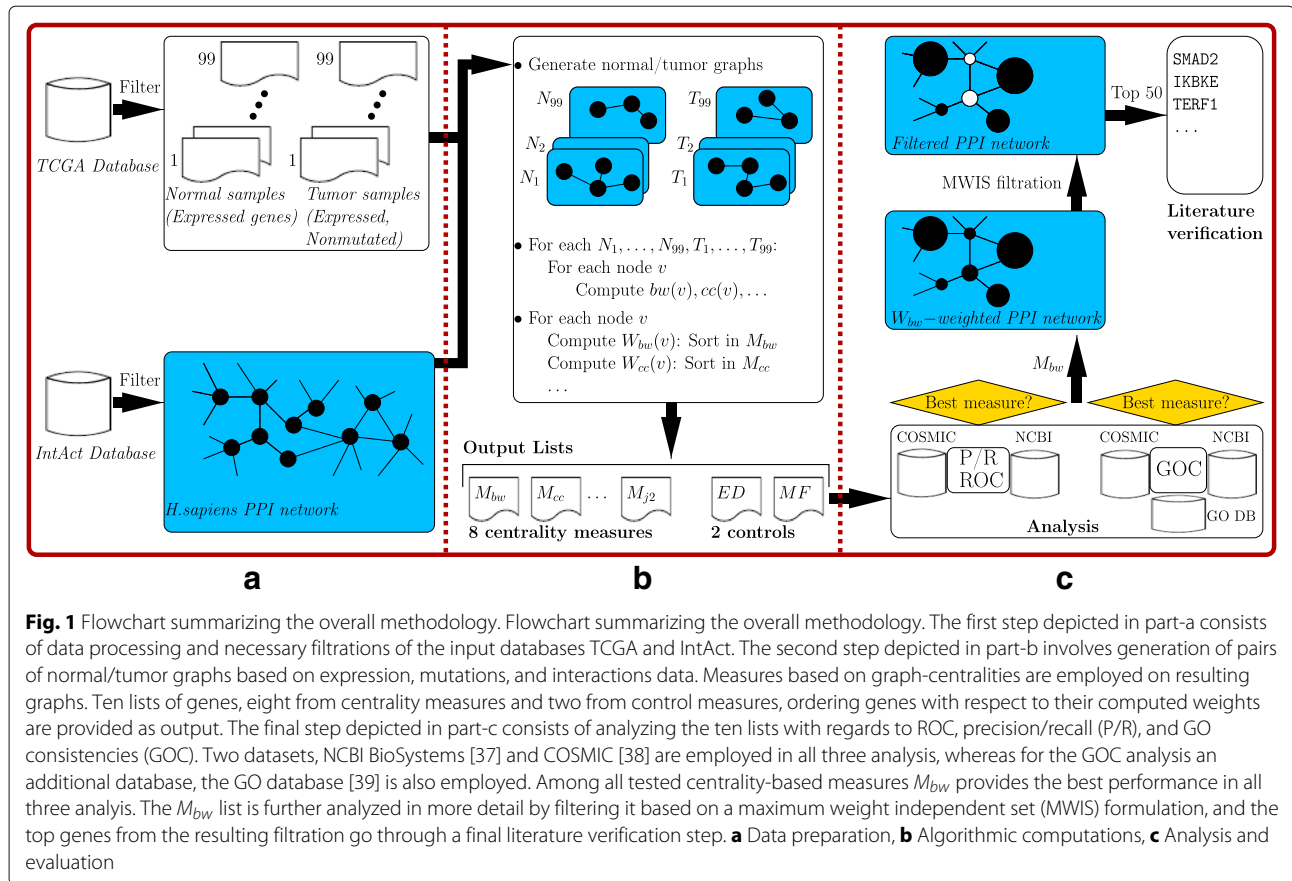 99
99
Filter
TCGA Database
1
1
Normal samples
(Expressed genes)
Tumor samples
(Expressed,
Nonmutated)
Filter
IntAct Database
H.sapiens PPI network
a
• Generate normal/tumor graphs
N99
T99
N2
T2
N1
T1
• For each N1, . . . , N99, T1, . . . , T99:
For each node v
Compute bw(v), cc(v), . . .
• For each node v
Compute Wbw(v): Sort in Mbw
Compute Wcc(v): Sort in Mcc
. . .
Output Lists
Mbw Mcc . . . Mj2 ED MF
8 centrality measures 2 controls
b
Filtered PPI network
Top 50
SMAD2
IKBKE
TERF1
...
Literature
verification
MWIS filtration
Wbw−weighted PPI network
Mbw
Best measure?
Best measure?
COSMIC NCBI
P/R
ROC
COSMIC NCBI
GOC
GO DB
Analysis
c
Fig. 1 Flowchart summarizing the overall methodology. Flowchart summarizing the overall methodology. The first step depicted in part-a consists
of data processing and necessary filtrations of the input databases TCGA and IntAct. The second step depicted in part-b involves generation of pairs
of normal/tumor graphs based on expression, mutations, and interactions data. Measures based on graph-centralities are employed on resulting
graphs. Ten lists of genes, eight from centrality measures and two from control measures, ordering genes with respect to their computed weights
are provided as output. The final step depicted in part-c consists of analyzing the ten lists with regards to ROC, precision/recall (P/R), and GO
consistencies (GOC). Two datasets, NCBI BioSystems [37] and COSMIC [38] are employed in all three analysis, whereas for the GOC analysis an
additional database, the GO database [39] is also employed. Among all tested centrality-based measures Mbw provides the best performance in all
three analyis. The Mbw list is further analyzed in more detail by filtering it based on a maximum weight independent set (MWIS) formulation, and the
top genes from the resulting filtration go through a final literature verification step. a Data preparation, b Algorithmic computations, c Analysis and
evaluation